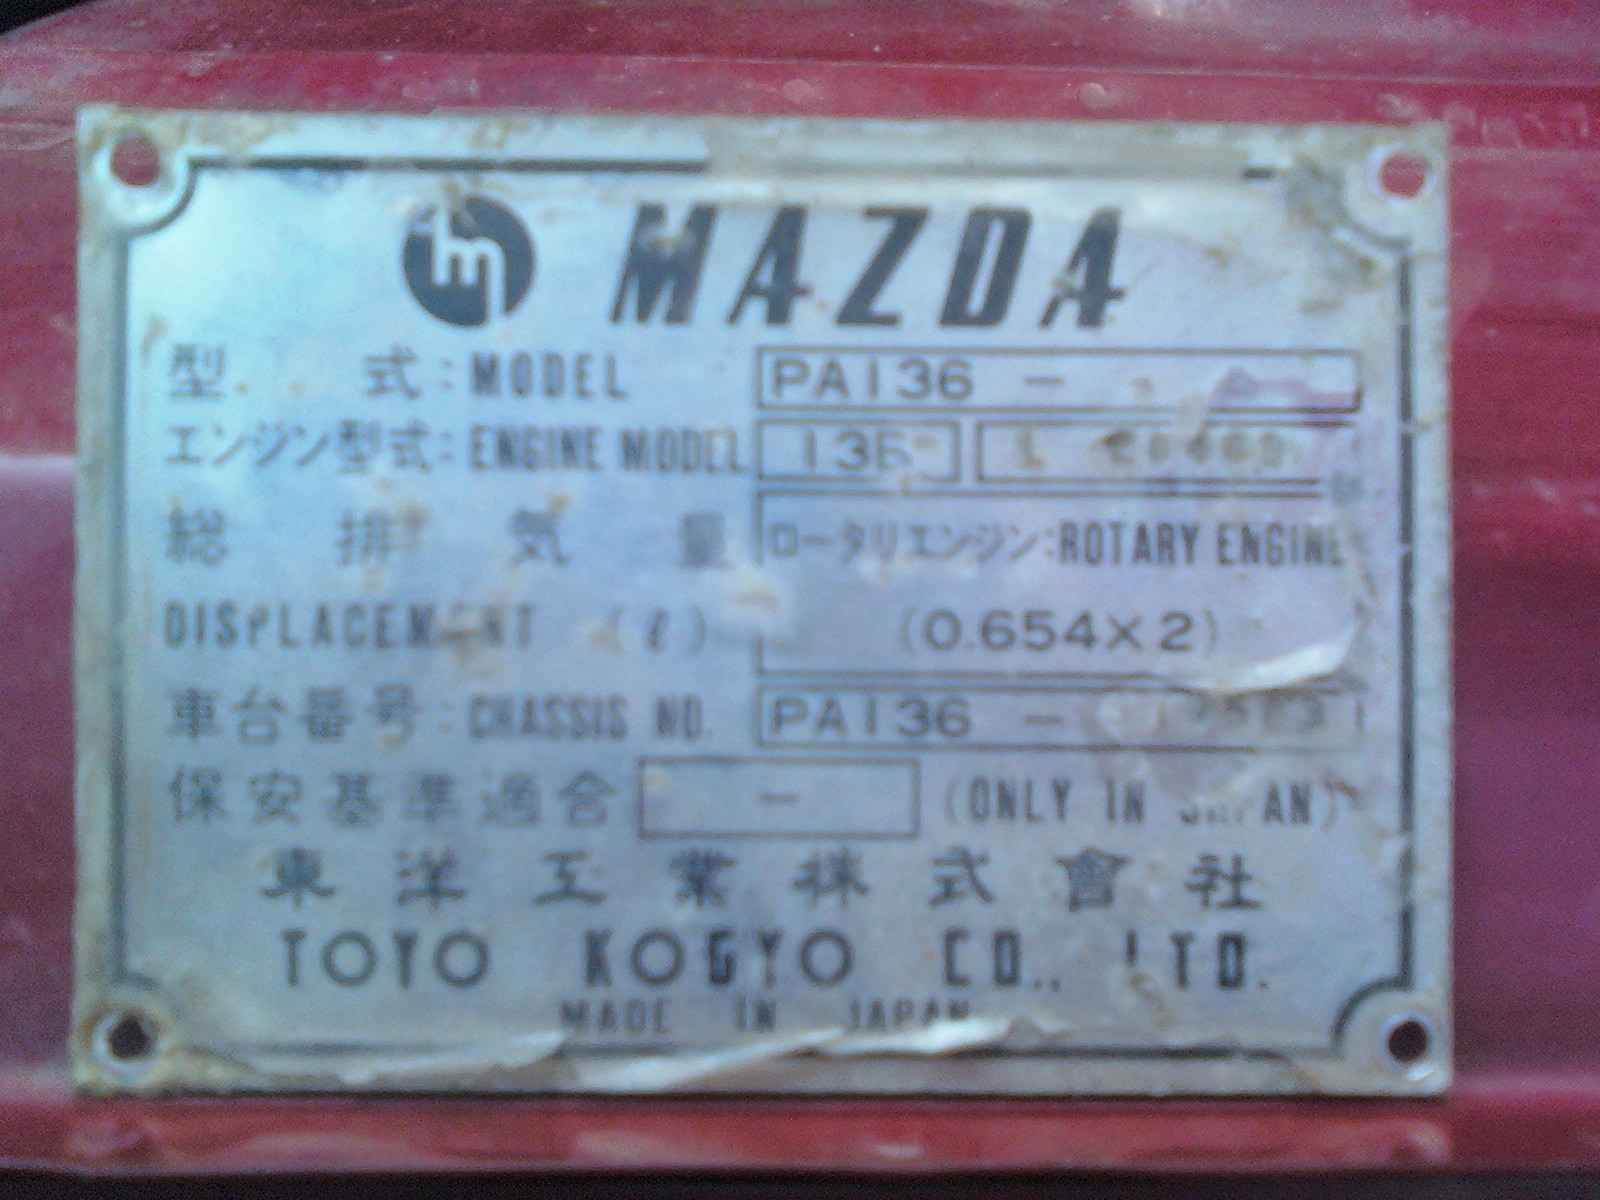 MAZDA
型式:MODEL PA136 -
エンジン型式:ENGINE MODEL 13B
総排気量 ロータリエンジン:ROTARY ENGINE
DISPLACEMENT (ℓ) (0.654×2)
車台番号:CHASSIS NO. PA136 -
保安基準適合 - (ONLY IN JAPAN)
東洋工業株式會社
TOYO KOGYO CO., LTD.
MADE IN JAPAN